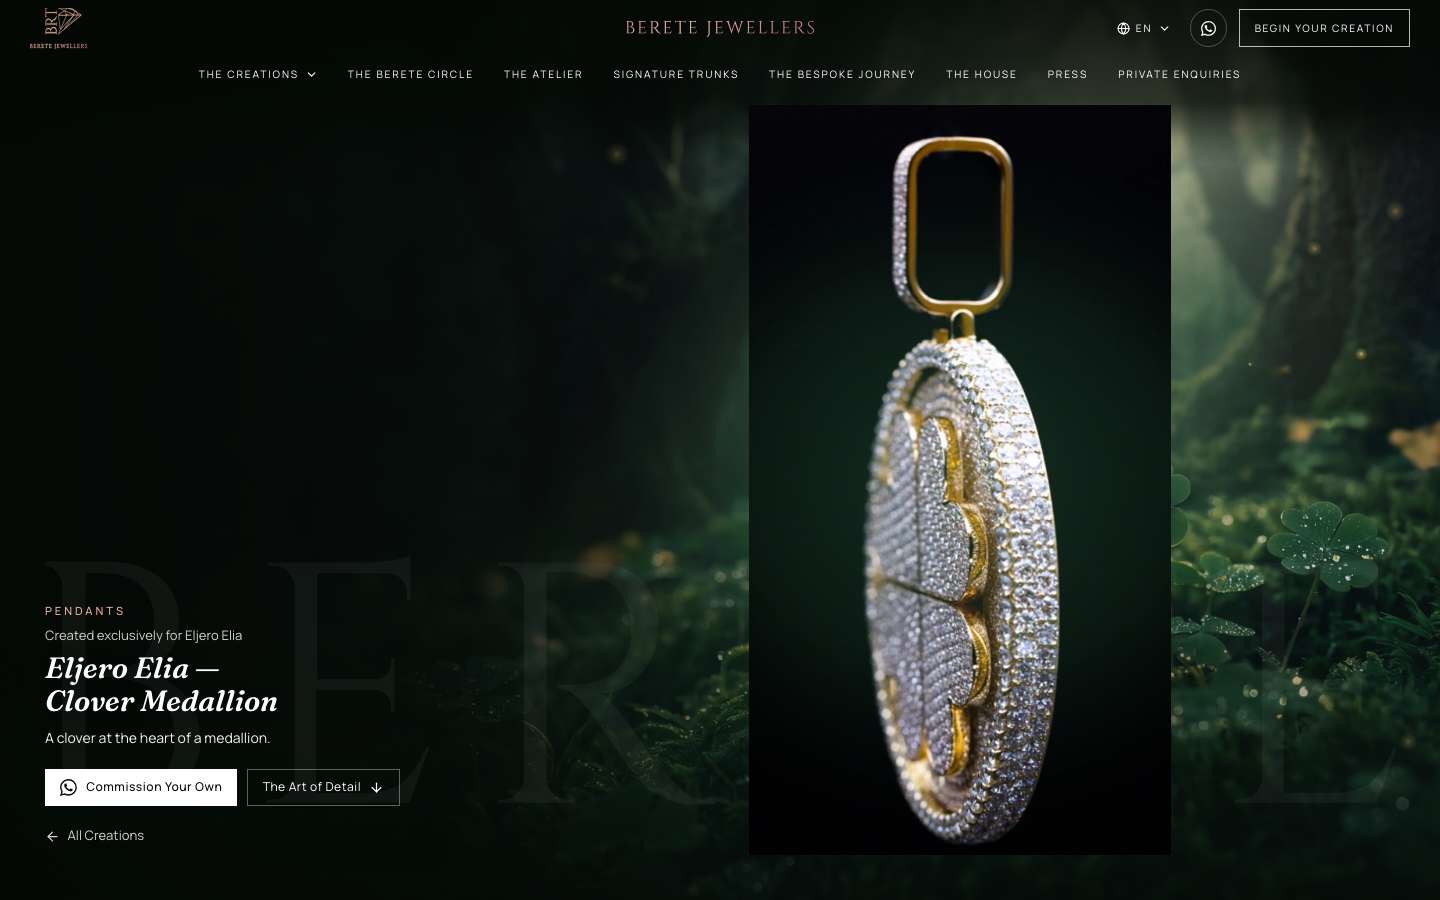 BRT
BERETE JEWELLERS
BERETE JEWELLERS
EN
BEGIN YOUR CREATION
THE CREATIONS
THE BERETE CIRCLE
THE ATELIER
SIGNATURE TRUNKS
THE BESPOKE JOURNEY
THE HOUSE
PRESS
PRIVATE ENQUIRIES
BER
L.
PENDANTS
Created exclusively for Eljero Elia
Eljero Elia —
Clover Medallion
A clover at the heart of a medallion.
Commission Your Own
The Art of Detail
All Creations